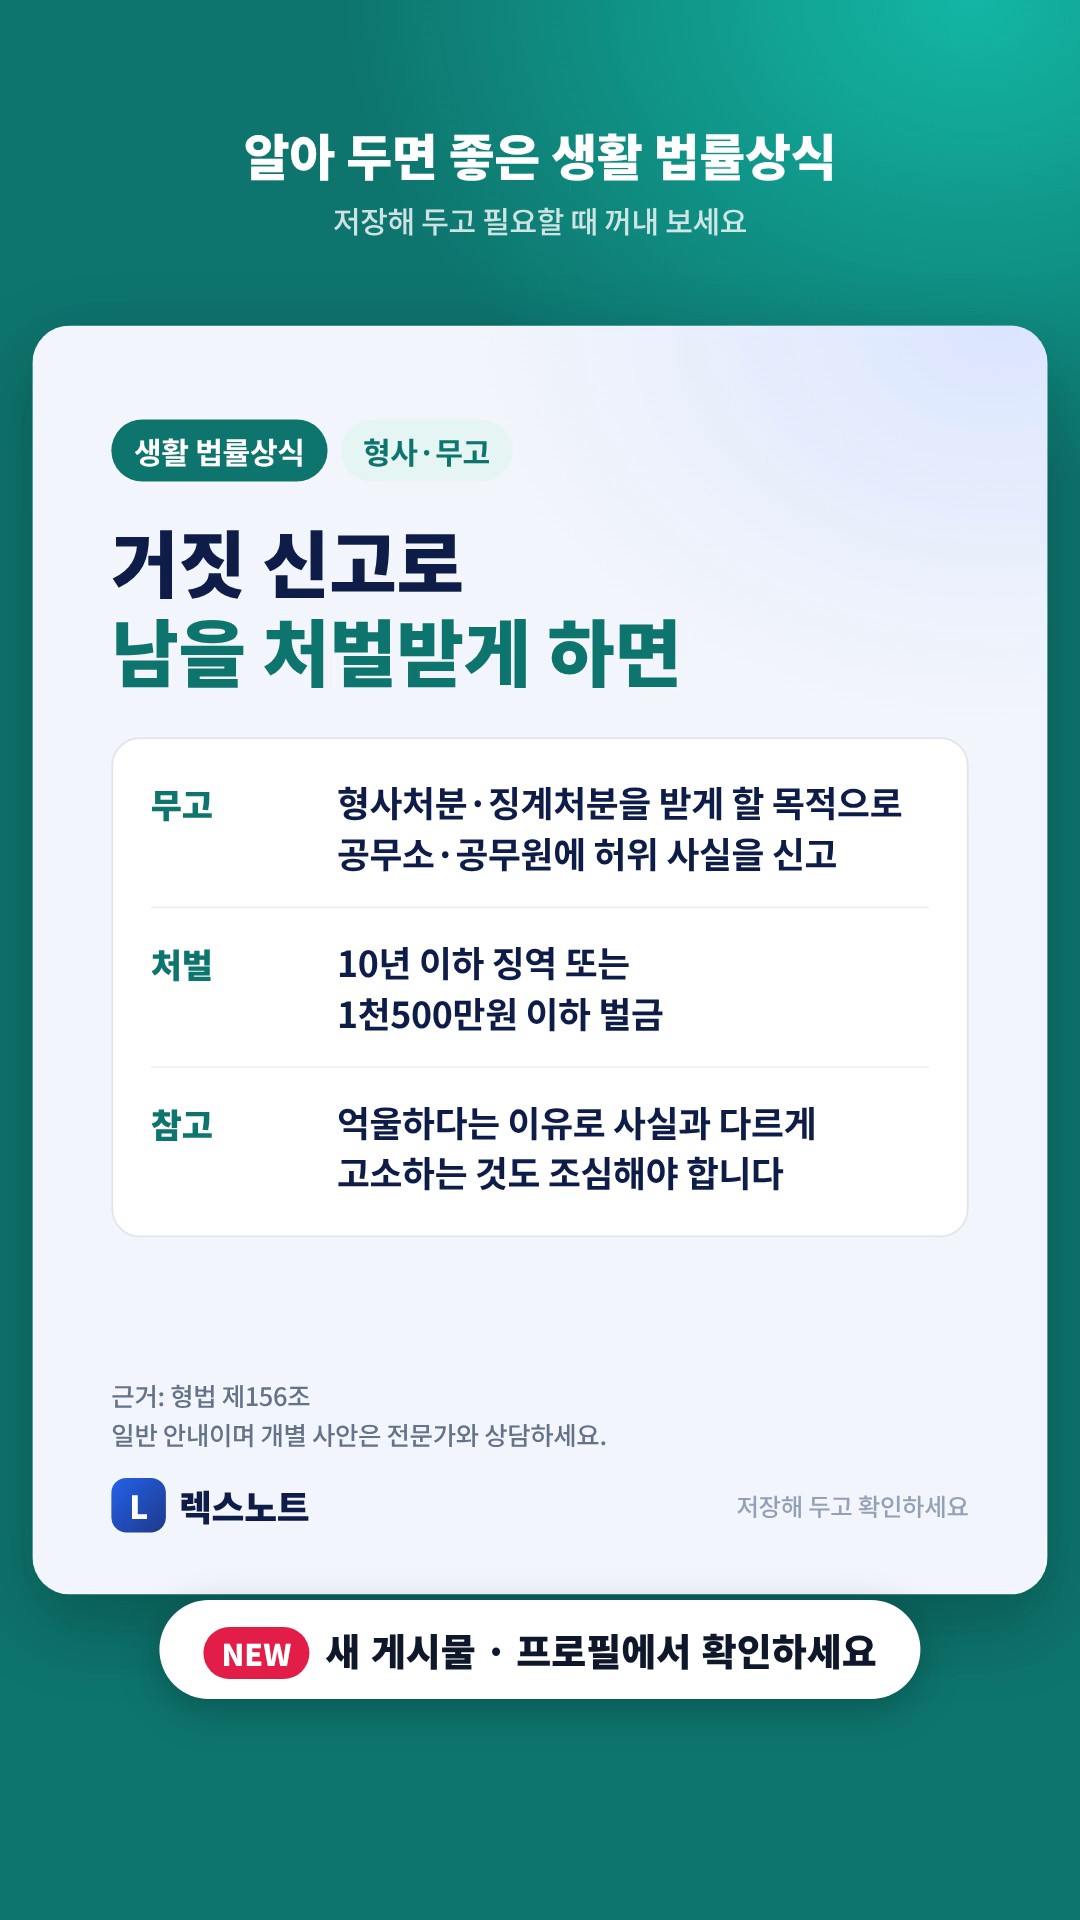 알아 두면 좋은 생활 법률상식
저장해 두고 필요할 때 꺼내 보세요
생활 법률상식
형사·무고
거짓 신고로
남을 처벌받게 하면
무고
형사처분·징계처분을 받게 할 목적으로
공무소·공무원에 허위 사실을 신고
처벌
10년 이하 징역 또는
1천500만원 이하 벌금
참고
억울하다는 이유로 사실과 다르게
고소하는 것도 조심해야 합니다
근거: 형법 제156조
일반 안내이며 개별 사안은 전문가와 상담하세요.
L 렉스노트
저장해 두고 확인하세요
NEW 새 게시물 · 프로필에서 확인하세요